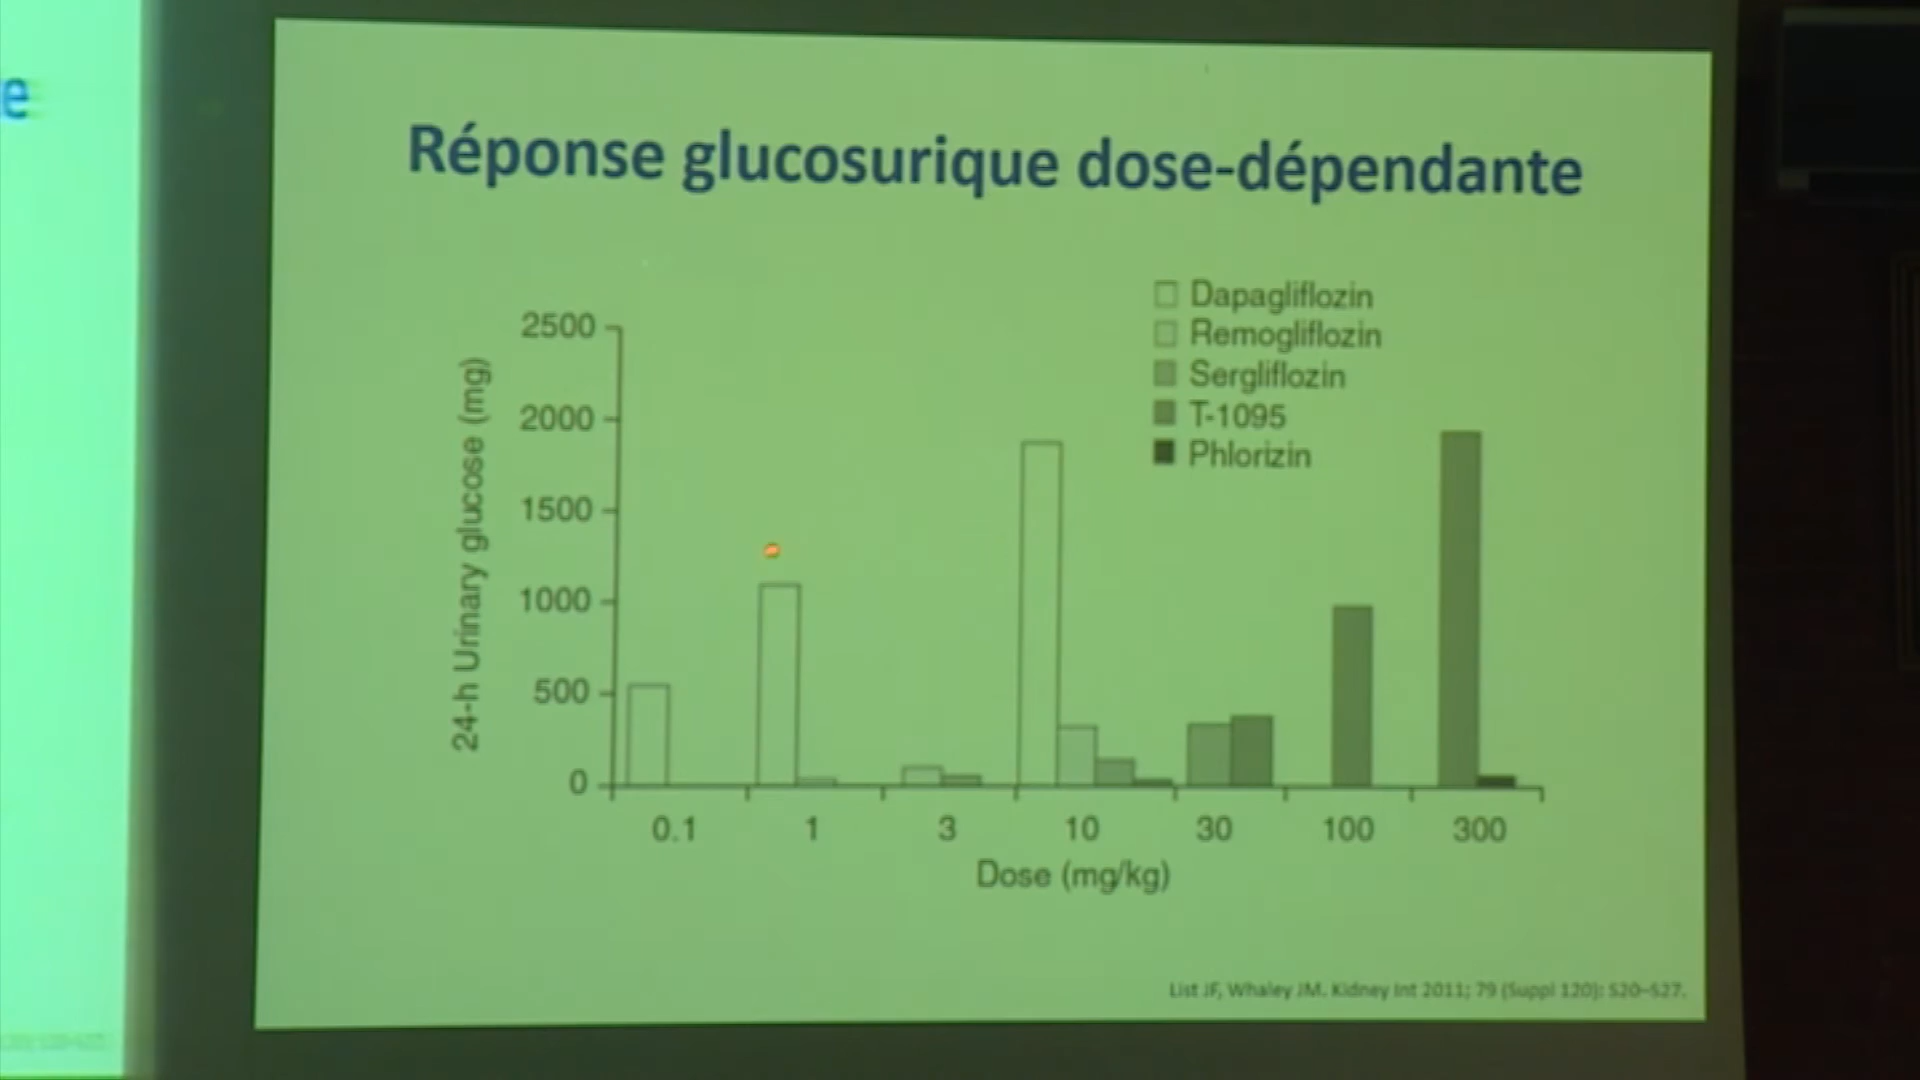 e
Réponse glucosurique dose-dépendante
Dapagliflozin
Remogliflozin
Sergliflozin
T-1095
Phlorizin
24-h Urinary glucose (mg)
2500
2000
1500
1000
500
0
0.1 1 3 10 30 100 300
Dose (mg/kg)
List JF, Whaley JM. Kidney Int 2011; 79 (Suppl 120): S20–S27.